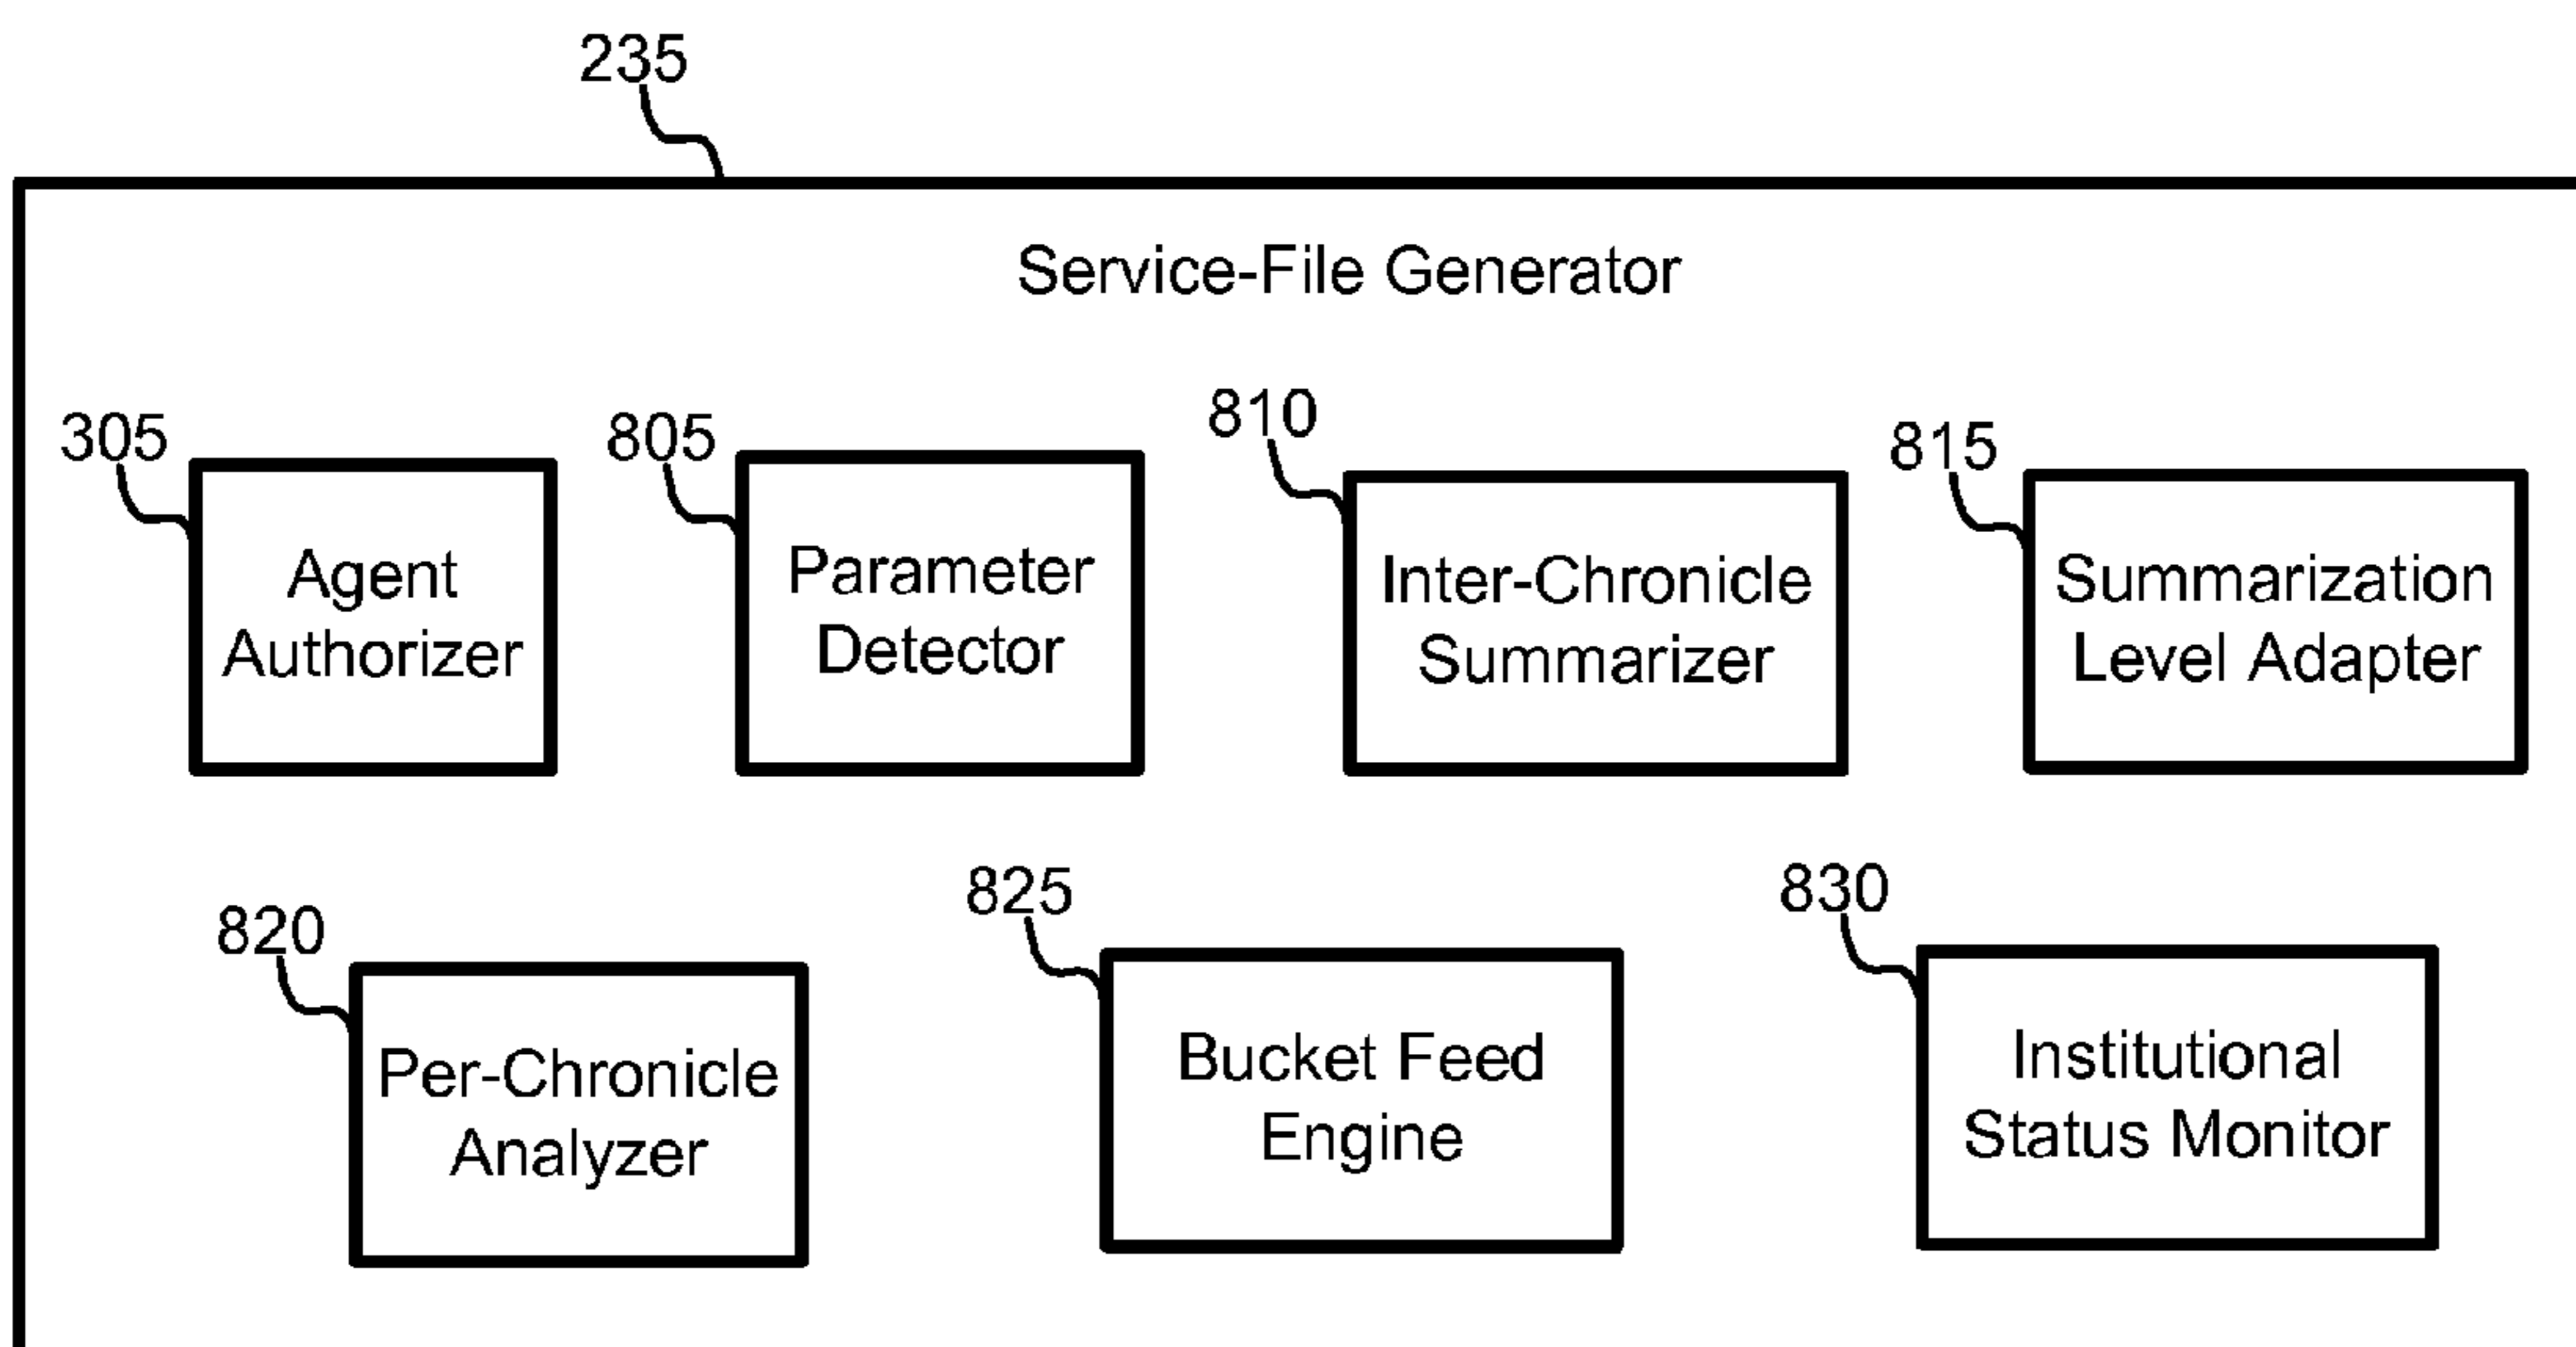 235
Service-File Generator
305
805
810
815
Agent
Authorizer
Parameter
Detector
Inter-Chronicle
Summarizer
Summarization
Level Adapter
820
825
830
Per-Chronicle
Analyzer
Bucket Feed
Engine
Institutional
Status Monitor